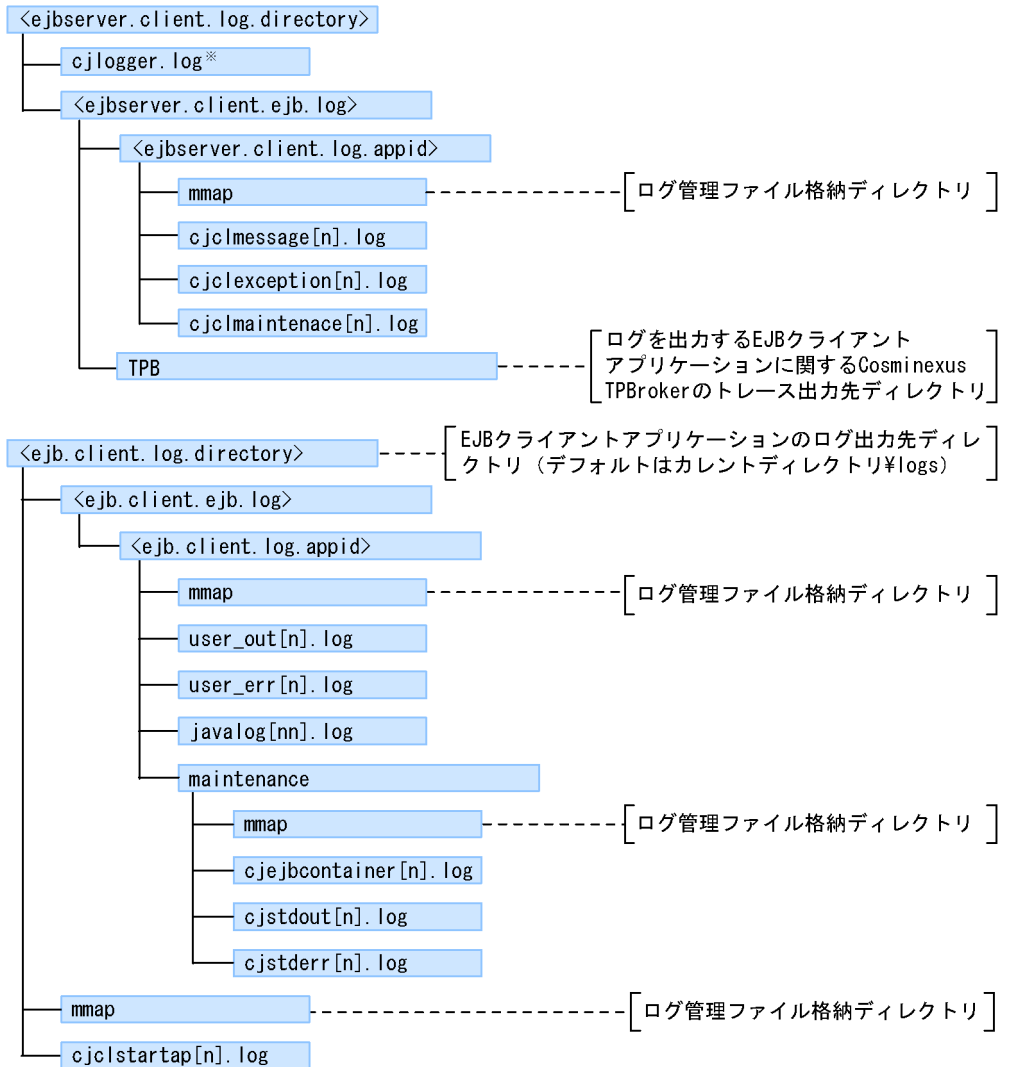 <ejbserver.client.log.directory>
cjlogger.log※
<ejbserver.client.ejb.log>
<ejbserver.client.log.appid>
mmap
ログ管理ファイル格納ディレクトリ
cjclmessage[n].log
cjclexception[n].log
cjclmaintenace[n].log
TPB
ログを出力するEJBクライアント
アプリケーションに関するCosminexus
TPBrokerのトレース出力先ディレクトリ
<ejb.client.log.directory>
EJBクライアントアプリケーションのログ出力先ディレ
クトリ（デフォルトはカレントディレクトリ¥logs）
<ejb.client.ejb.log>
<ejb.client.log.appid>
mmap
ログ管理ファイル格納ディレクトリ
user_out[n].log
user_err[n].log
javalog[nn].log
maintenance
mmap
ログ管理ファイル格納ディレクトリ
cjejbcontainer[n].log
cjstdout[n].log
cjstderr[n].log
mmap
ログ管理ファイル格納ディレクトリ
cjclstartap[n].log